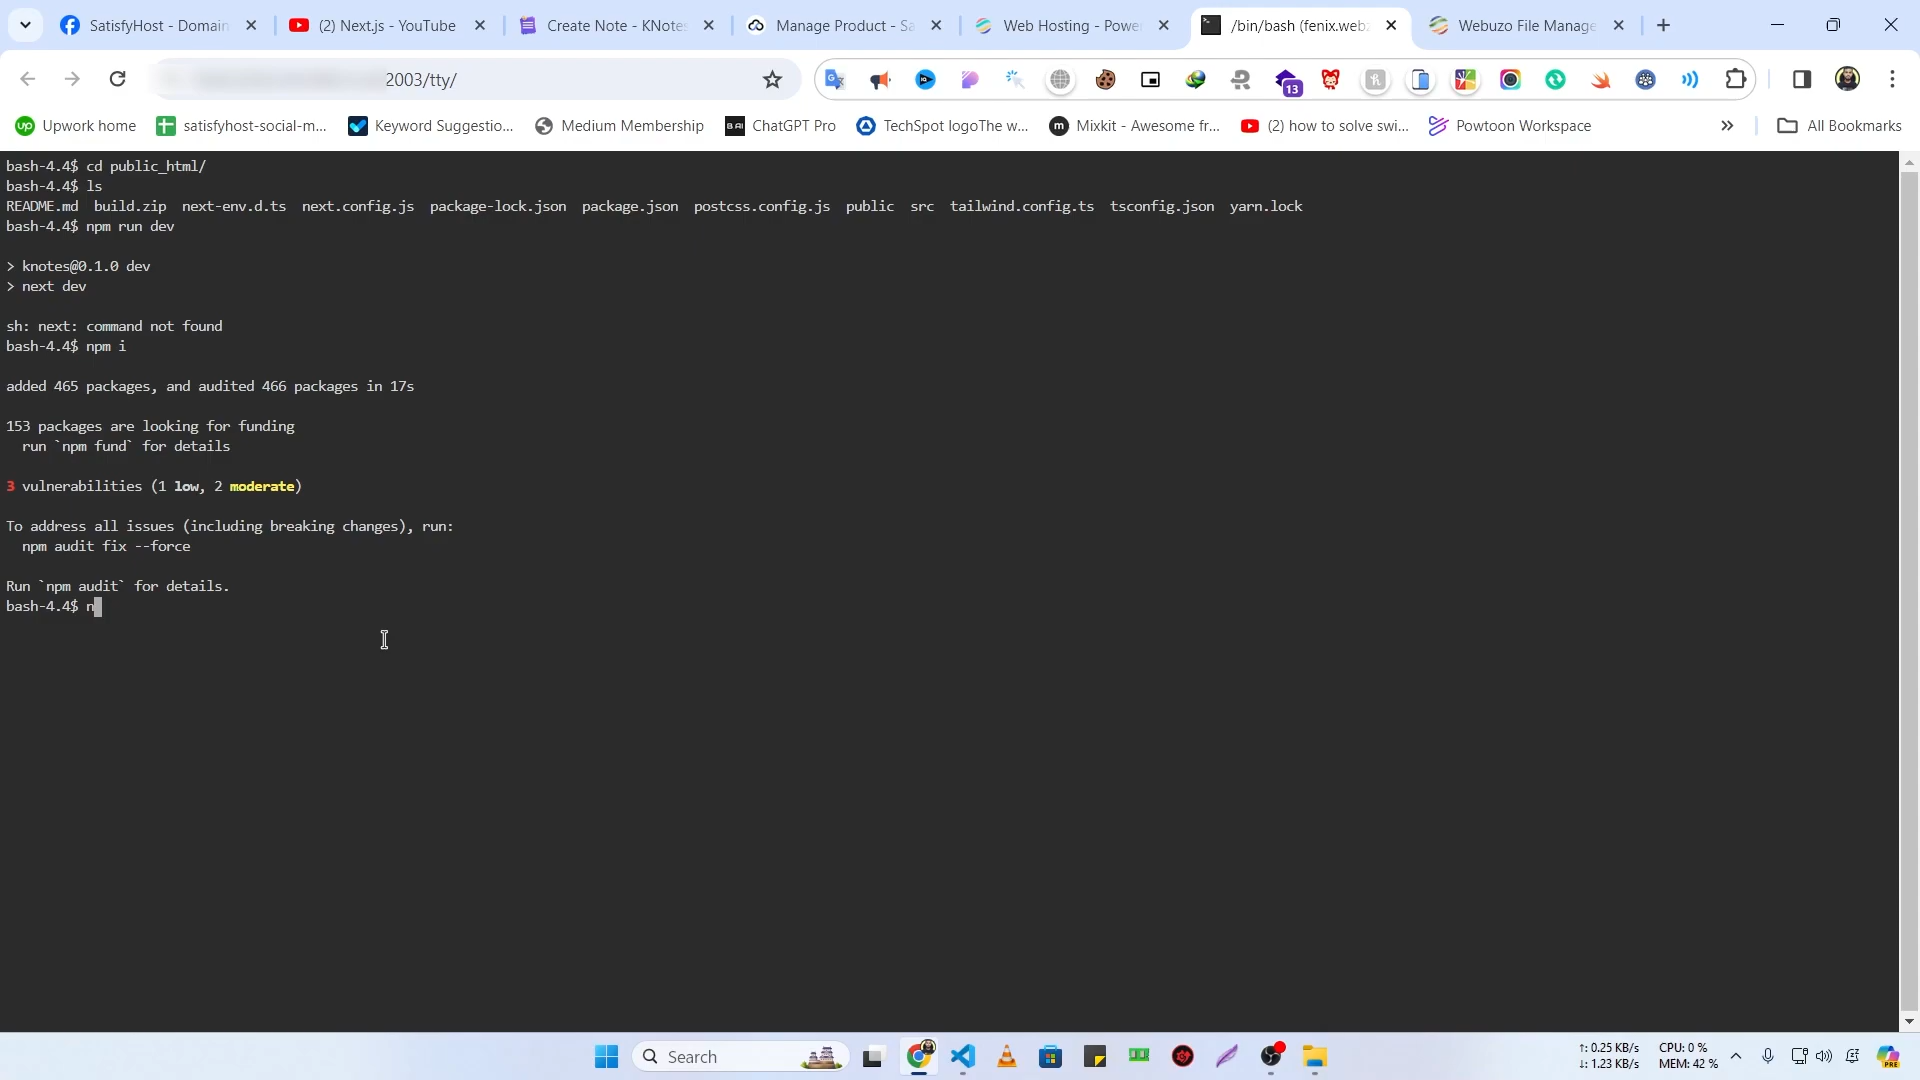 SatisfyHost - Domain
(2) Next.js - YouTube
Create Note - KNotes
Manage Product - Sa
Web Hosting - Power
/bin/bash (fenix.webz
Webuzo File Manage
2003/tty/
13
Upwork home
satisfyhost-social-m...
Keyword Suggestio...
Medium Membership
B AI ChatGPT Pro
TechSpot logoThe w...
Mixkit - Awesome fr...
(2) how to solve swi...
Powtoon Workspace
All Bookmarks
bash-4.4$ cd public_html/
bash-4.4$ ls
README.md build.zip next-env.d.ts next.config.js package-lock.json package.json postcss.config.js public src tailwind.config.ts tsconfig.json yarn.lock
bash-4.4$ npm run dev
> knotes@0.1.0 dev
> next dev
sh: next: command not found
bash-4.4$ npm i
added 465 packages, and audited 466 packages in 17s
153 packages are looking for funding
run `npm fund` for details
3 vulnerabilities (1 low, 2 moderate)
To address all issues (including breaking changes), run:
npm audit fix --force
Run `npm audit` for details.
bash-4.4$ n
Search
↑: 0.25 KB/s
↓: 1.23 KB/s
CPU: 0 %
MEM: 42 %
PRE